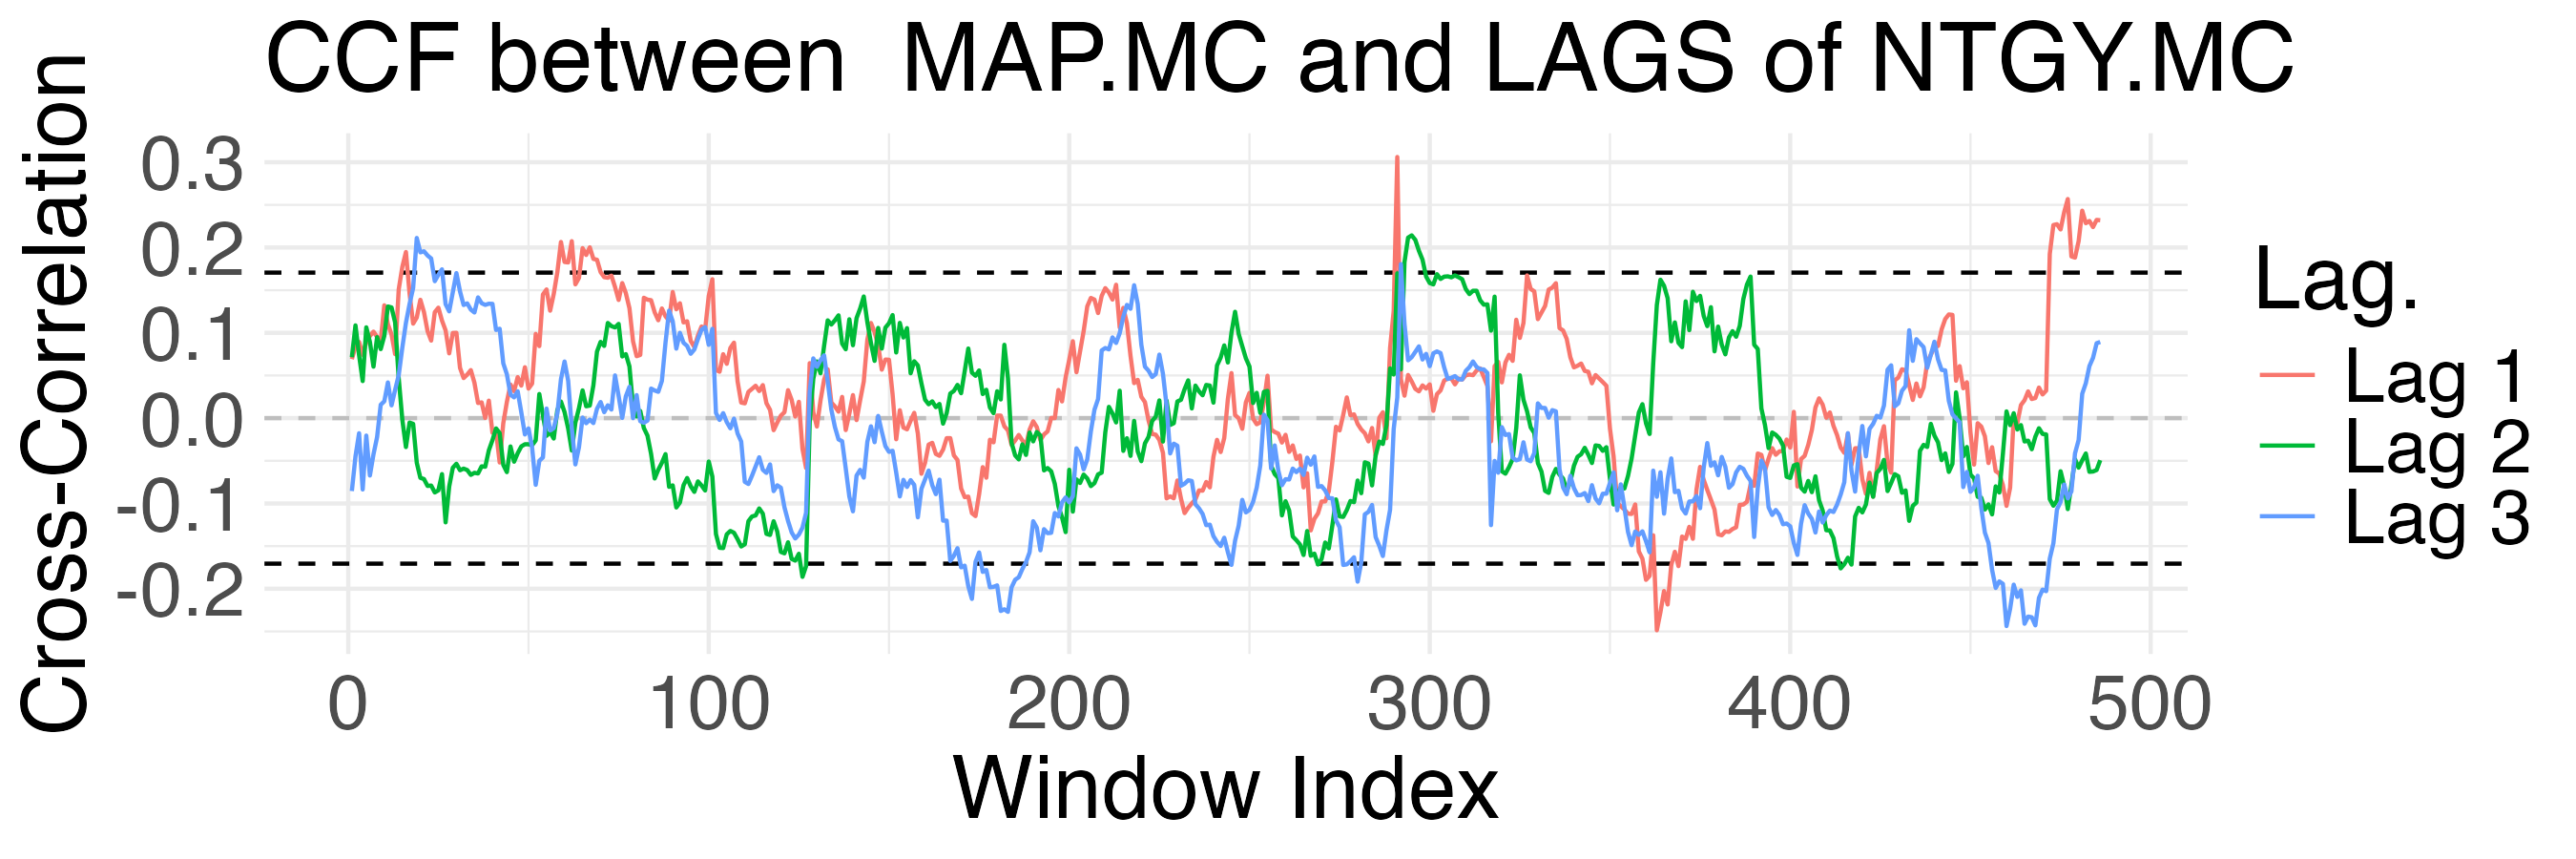 CCF between  MAP.MC and LAGS of NTGY.MC
Cross-Correlation
0.3
0.2
0.1
0.0
-0.1
-0.2
0 100 200 300 400 500
Window Index
Lag.
Lag 1
Lag 2
Lag 3